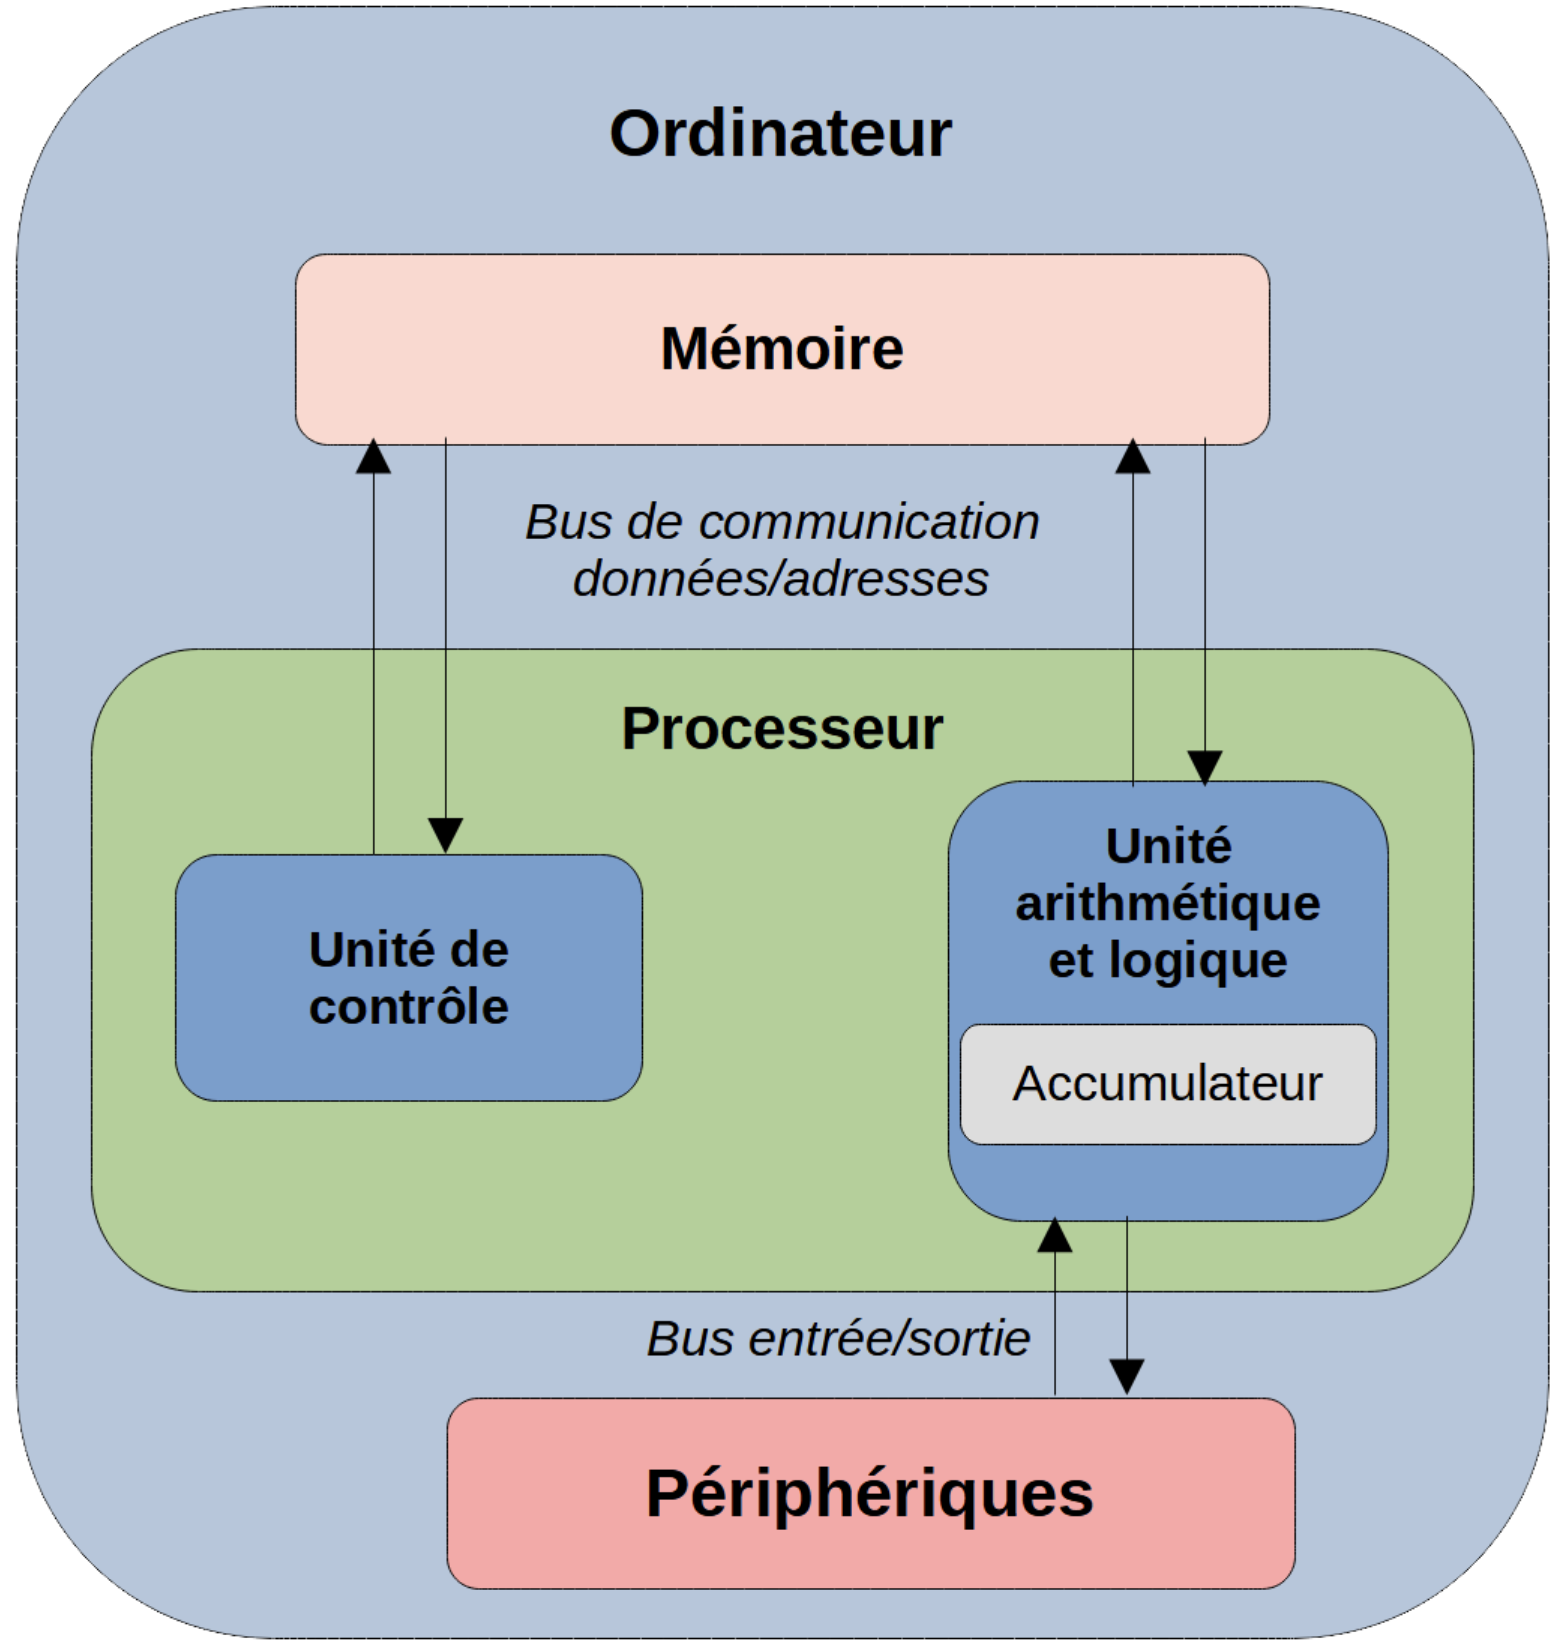 Ordinateur
Mémoire
Bus de communication
données/adresses
Processeur
Unité de
contrôle
Unité
arithmétique
et logique
Accumulateur
Bus entrée/sortie
Périphériques